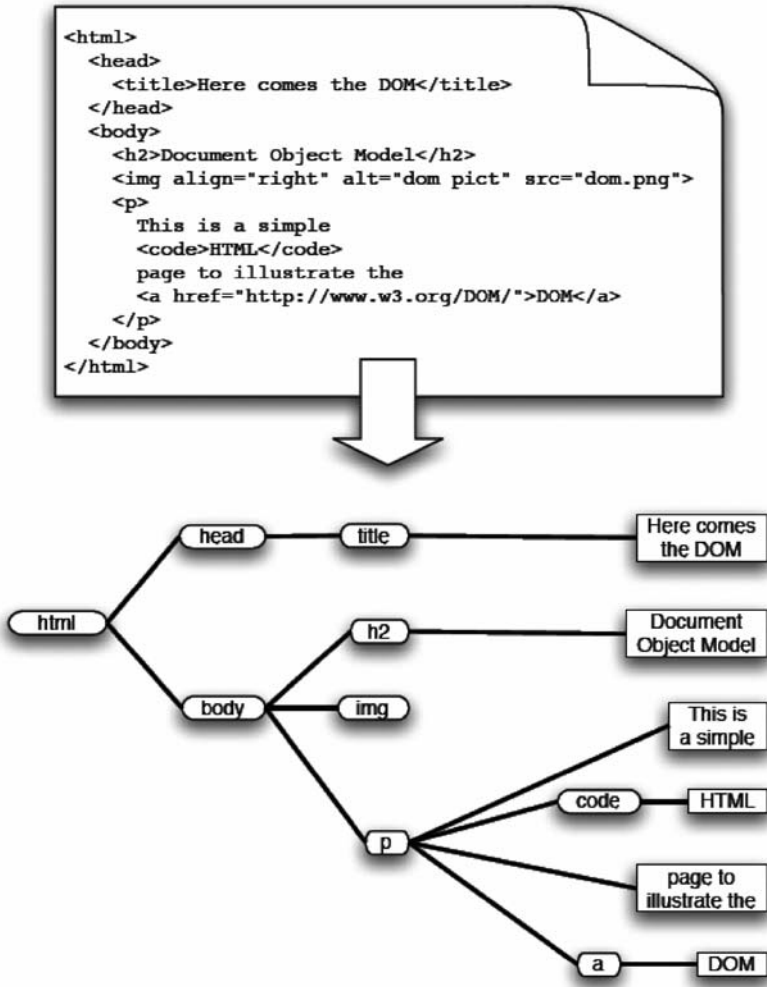 <html>
<head>
<title>Here comes the DOM</title>
</head>
<body>
<h2>Document Object Model</h2>
<img align="right" alt="dom pict" src="dom.png">
<p>
This is a simple
<code>HTML</code>
page to illustrate the
<a href="http://www.w3.org/DOM/">DOM</a>
</p>
</body>
</html>
head
title
Here comes
the DOM
html
h2
Document
Object Model
body
img
This is
a simple
code
HTML
p
page to
illustrate the
a
DOM